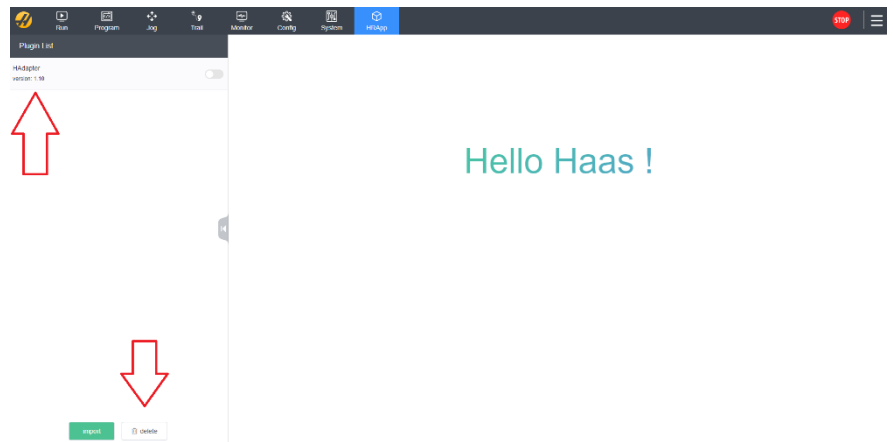 Run Program Jog Trail Monitor Config System HRApp STOP
Plugin List
HAdapter
version: 1.10
Hello Haas !
import delete